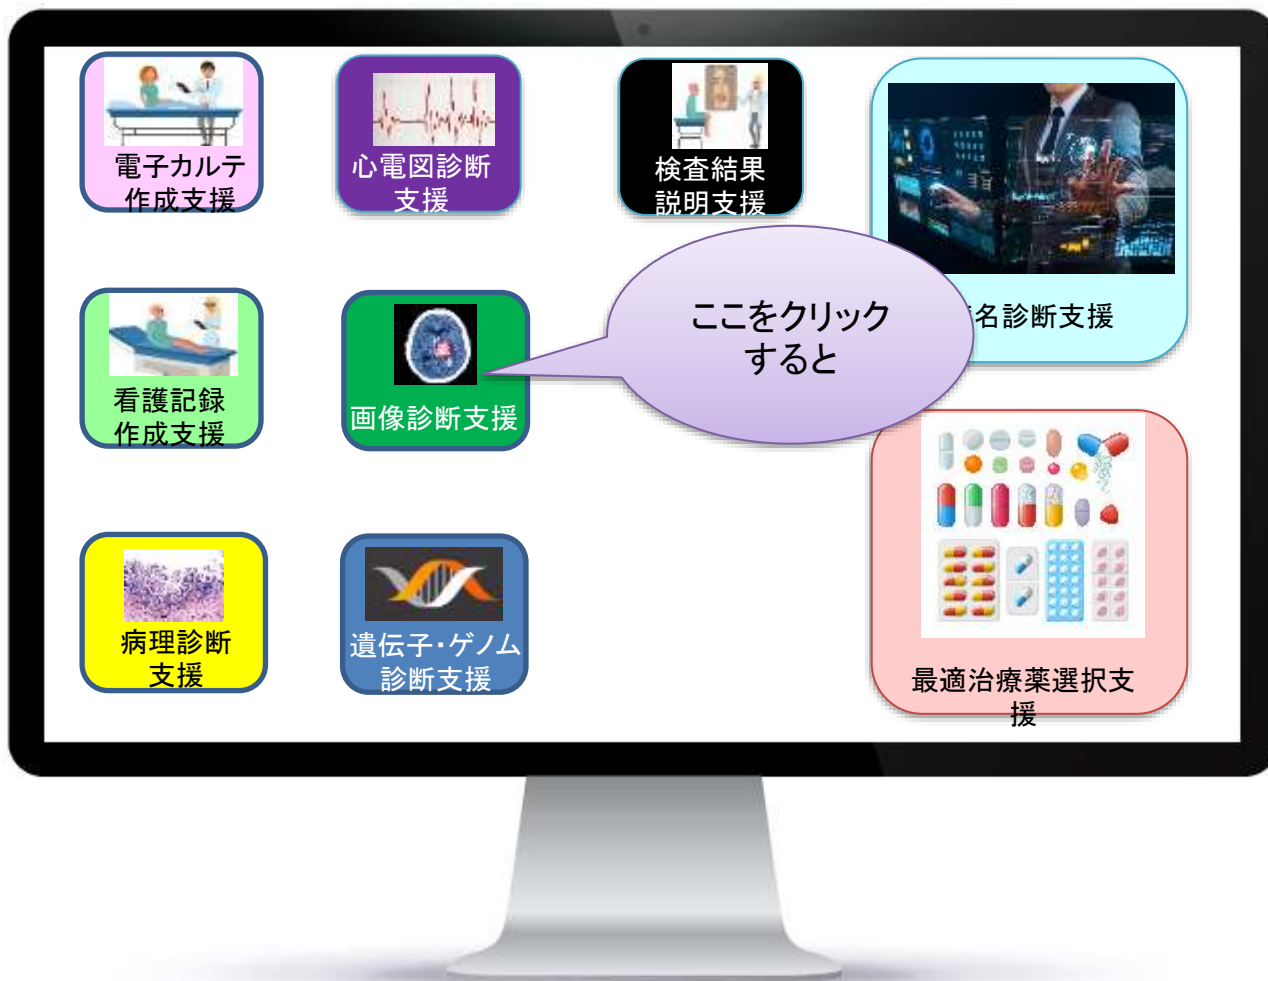 電子カルテ
作成支援
心電図診断
支援
検査結果
説明支援
名診断支援
ここをクリック
すると
看護記録
作成支援
画像診断支援
病理診断
支援
遺伝子・ゲノム
診断支援
最適治療薬選択支
援